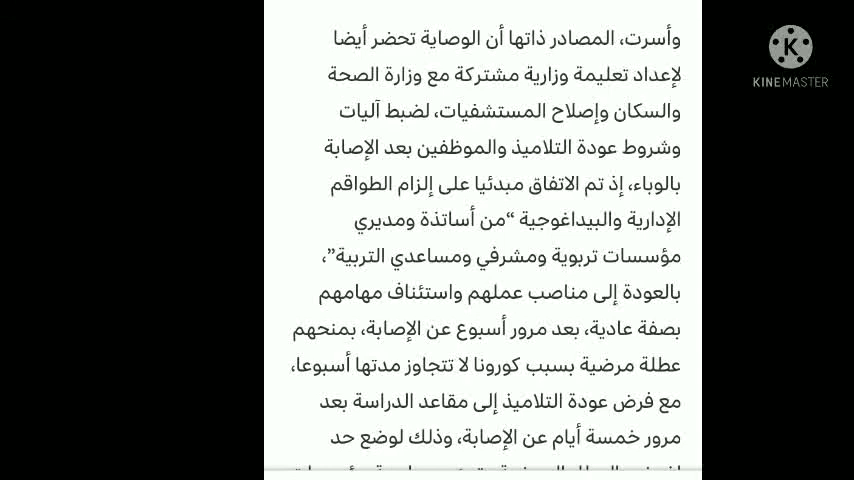 وأسرت، المصادر ذاتها أن الوصاية تحضر أيضا
لإعداد تعليمة وزارية مشتركة مع وزارة الصحة
والسكان وإصلاح المستشفيات، لضبط آليات
وشروط عودة التلاميذ والموظفين بعد الإصابة
بالوباء، إذ تم الاتفاق مبدئيا على إلزام الطواقم
الإدارية والبيداغوجية “من أساتذة ومديري
مؤسسات تربوية ومشرفي ومساعدي التربية”،
بالعودة إلى مناصب عملهم واستئناف مهامهم
بصفة عادية، بعد مرور أسبوع عن الإصابة، بمنحهم
عطلة مرضية بسبب كورونا لا تتجاوز مدتها أسبوعا،
مع فرض عودة التلاميذ إلى مقاعد الدراسة بعد
مرور خمسة أيام عن الإصابة، وذلك لوضع حد
K
KINEMASTER